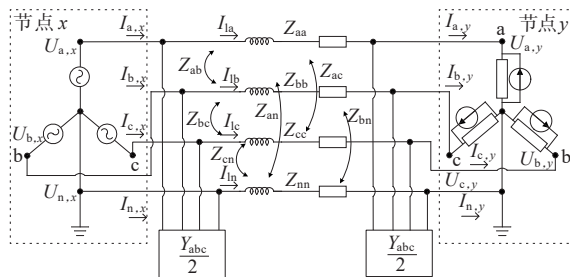 节点x
I_{a,x}
I_{la}
Z_{aa}
I_{a,y}
节点y
U_{a,x}
a
U_{a,y}
Z_{ab}
I_{b,x}
I_{lb}
Z_{bb}
Z_{ac}
I_{b,y}
Z_{bc}
Z_{an}
U_{b,x}
I_{c,x}
I_{lc}
Z_{cc}
Z_{bn}
b
c
Z_{cn}
c
I_{c,y}
U_{b,y}
b
U_{n,x}
I_{ln}
Z_{nn}
U_{c,y}
I_{n,x}
I_{n,y}
Y_{abc}
2
Y_{abc}
2